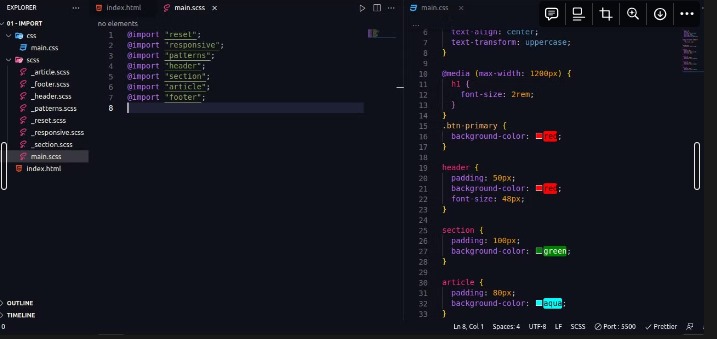 EXPLORER
01-IMPORT
css
main.css
scss
_article.scss
_footer.scss
_header.scss
_patterns.scss
_reset.scss
_responsive.scss
_section.scss
main.scss
index.html
OUTLINE
TIMELINE
0
index.html
main.scss
no elements
1 @import "reset";
2 @import "responsive";
3 @import "patterns";
4 @import "header";
5 @import "section";
6 @import "article";
7 @import "footer";
8
main.css
...
6 text-align: center;
7 text-transform: uppercase;
8 }
9
10 @media (max-width: 1200px) {
11 h1 {
12 font-size: 2rem;
13 }
14 }
15 .btn-primary {
16 background-color: red;
17 }
18
19 header {
20 padding: 50px;
21 background-color: red;
22 font-size: 48px;
23 }
24
25 section {
26 padding: 100px;
27 background-color: green;
28 }
29
30 article {
31 padding: 80px;
32 background-color: aqua;
33 }
Ln 8, Col 1 Spaces: 4 UTF-8 LF SCSS Port : 5500 Prettier